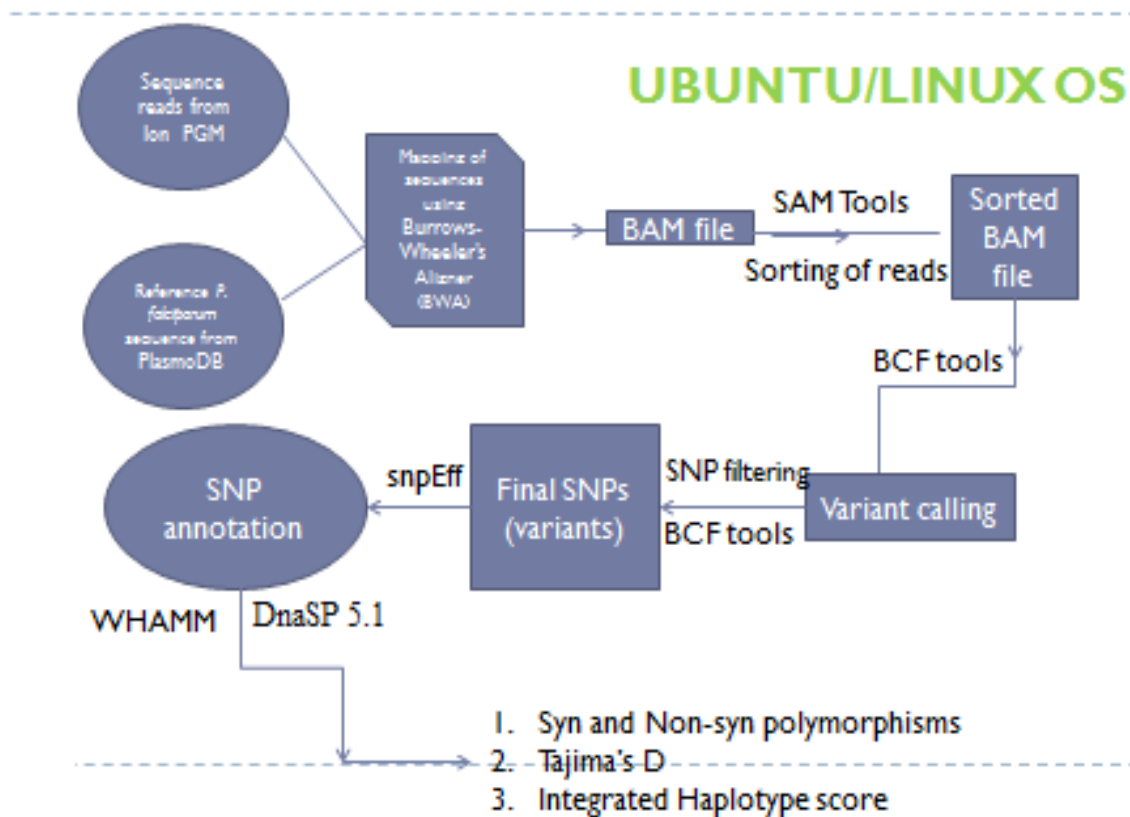 UBUNTU/LINUX OS
Sequence
reads from
Ion PGM
Reference P.
falciparum
sequence from
PlasmoDB
Mapping of
sequences
using
Burrows-
Wheeler's
Aligner
(BWA)
BAM file
SAM Tools
Sorting of reads
Sorted
BAM
file
BCF tools
Variant calling
SNP filtering
BCF tools
Final SNPs
(variants)
snpEff
SNP
annotation
WHAMM
DnaSP 5.1
1. Syn and Non-syn polymorphisms
2. Tajima's D
3. Integrated Haplotype score